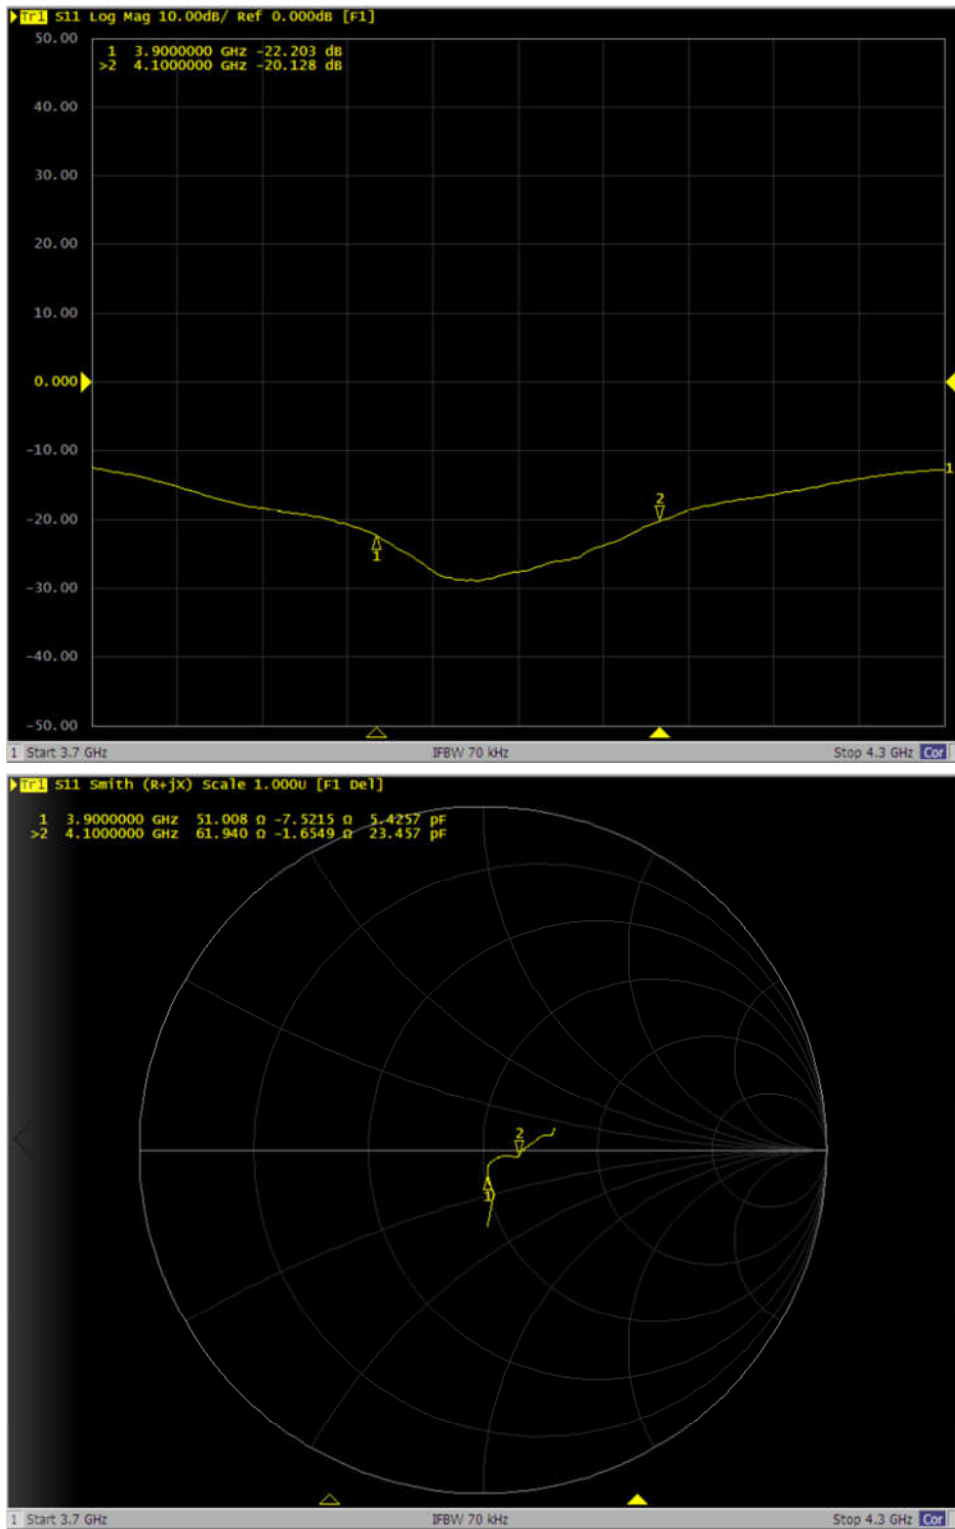 Tr1 S11 Log Mag 10.00dB/ Ref 0.000dB [F1]
50.00
1 3.9000000 GHz -22.203 dB
>2 4.1000000 GHz -20.128 dB
40.00
30.00
20.00
10.00
0.000
-10.00
1
2
-20.00
1
-30.00
-40.00
-50.00
1 Start 3.7 GHz IFBW 70 kHz Stop 4.3 GHz Cor
Tr1 S11 Smith (R+jX) Scale 1.000U [F1 Del]
1 3.9000000 GHz 51.008 Ω -7.5215 Ω 5.4257 pF
>2 4.1000000 GHz 61.940 Ω -1.6549 Ω 23.457 pF
2
1
1 Start 3.7 GHz IFBW 70 kHz Stop 4.3 GHz Cor